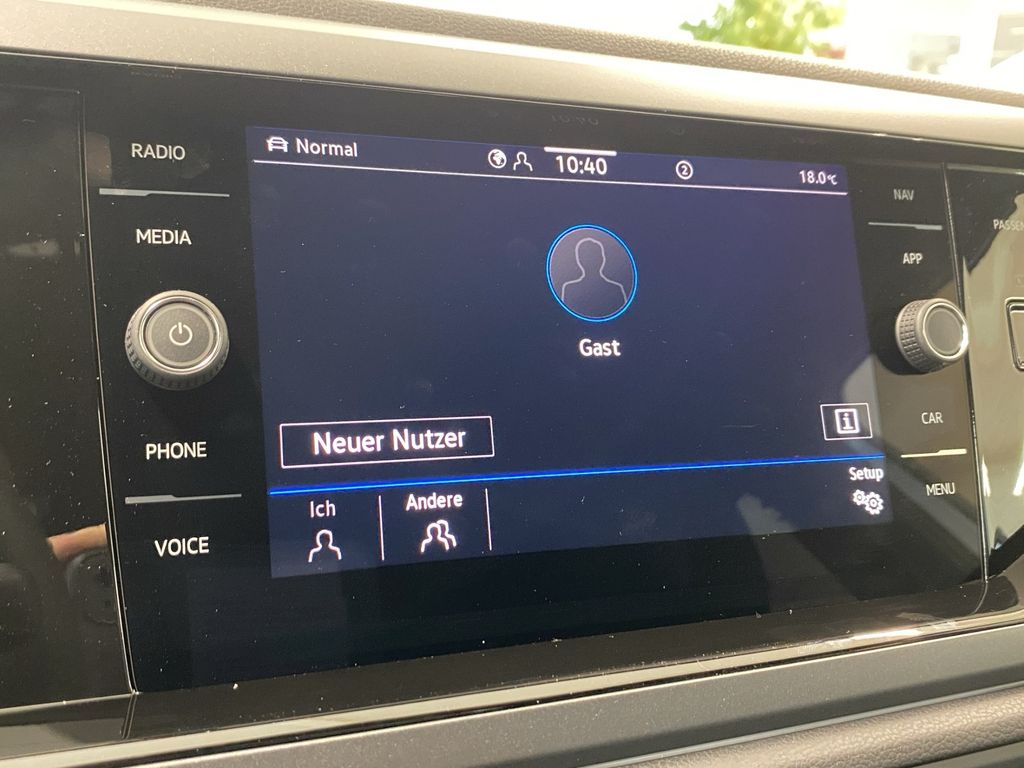 RADIO
MEDIA
PHONE
VOICE
Normal
10:40
2
18.0°C
Gast
Neuer Nutzer
i
Ich
Andere
Setup
NAV
APP
CAR
MENU